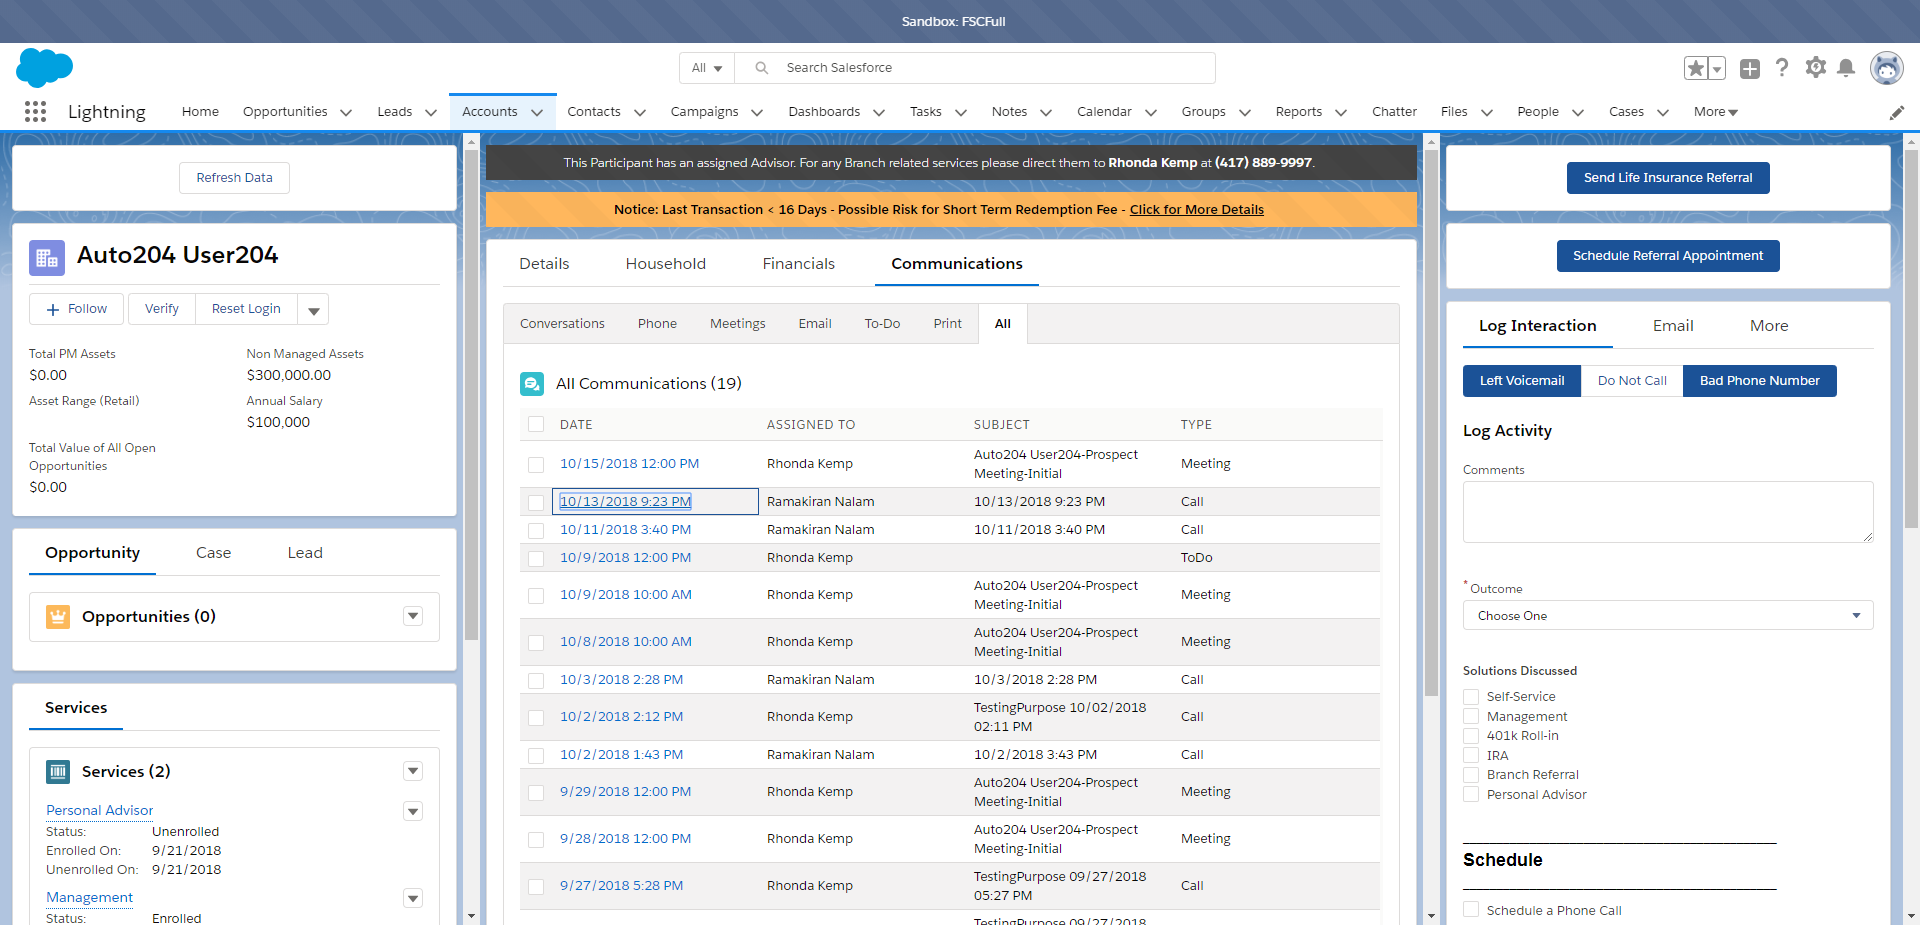 Sandbox: FSCFull
All
Search Salesforce
Lightning
Home
Opportunities
Leads
Accounts
Contacts
Campaigns
Dashboards
Tasks
Notes
Calendar
Groups
Reports
Chatter
Files
People
Cases
More
Refresh Data
Auto204 User204
Follow
Verify
Reset Login
Total PM Assets
Non Managed Assets
$0.00
$300,000.00
Asset Range (Retail)
Annual Salary
$100,000
Total Value of All Open
Opportunities
$0.00
Opportunity
Case
Lead
Opportunities (0)
Services
Services (2)
Personal Advisor
Status: Unenrolled
Enrolled On: 9/21/2018
Unenrolled On: 9/21/2018
Management
Status: Enrolled
This Participant has an assigned Advisor. For any Branch related services please direct them to Rhonda Kemp at (417) 889-9997.
Notice: Last Transaction < 16 Days - Possible Risk for Short Term Redemption Fee - Click for More Details
Details
Household
Financials
Communications
Conversations
Phone
Meetings
Email
To-Do
Print
All
All Communications (19)
DATE ASSIGNED TO SUBJECT TYPE
10/15/2018 12:00 PM Rhonda Kemp Auto204 User204-Prospect Meeting
Meeting-Initial
10/13/2018 9:23 PM Ramakiran Nalam 10/13/2018 9:23 PM Call
10/11/2018 3:40 PM Ramakiran Nalam 10/11/2018 3:40 PM Call
10/9/2018 12:00 PM Rhonda Kemp ToDo
10/9/2018 10:00 AM Rhonda Kemp Auto204 User204-Prospect Meeting
Meeting-Initial
10/8/2018 10:00 AM Rhonda Kemp Auto204 User204-Prospect Meeting
Meeting-Initial
10/3/2018 2:28 PM Ramakiran Nalam 10/3/2018 2:28 PM Call
10/2/2018 2:12 PM Rhonda Kemp TestingPurpose 10/02/2018 Call
02:11 PM
10/2/2018 1:43 PM Ramakiran Nalam 10/2/2018 3:43 PM Call
9/29/2018 12:00 PM Rhonda Kemp Auto204 User204-Prospect Meeting
Meeting-Initial
9/28/2018 12:00 PM Rhonda Kemp Auto204 User204-Prospect Meeting
Meeting-Initial
9/27/2018 5:28 PM Rhonda Kemp TestingPurpose 09/27/2018 Call
05:27 PM
TestingPurpose 09/27/2018
Send Life Insurance Referral
Schedule Referral Appointment
Log Interaction
Email
More
Left Voicemail
Do Not Call
Bad Phone Number
Log Activity
Comments
* Outcome
Choose One
Solutions Discussed
Self-Service
Management
401k Roll-in
IRA
Branch Referral
Personal Advisor
Schedule
Schedule a Phone Call